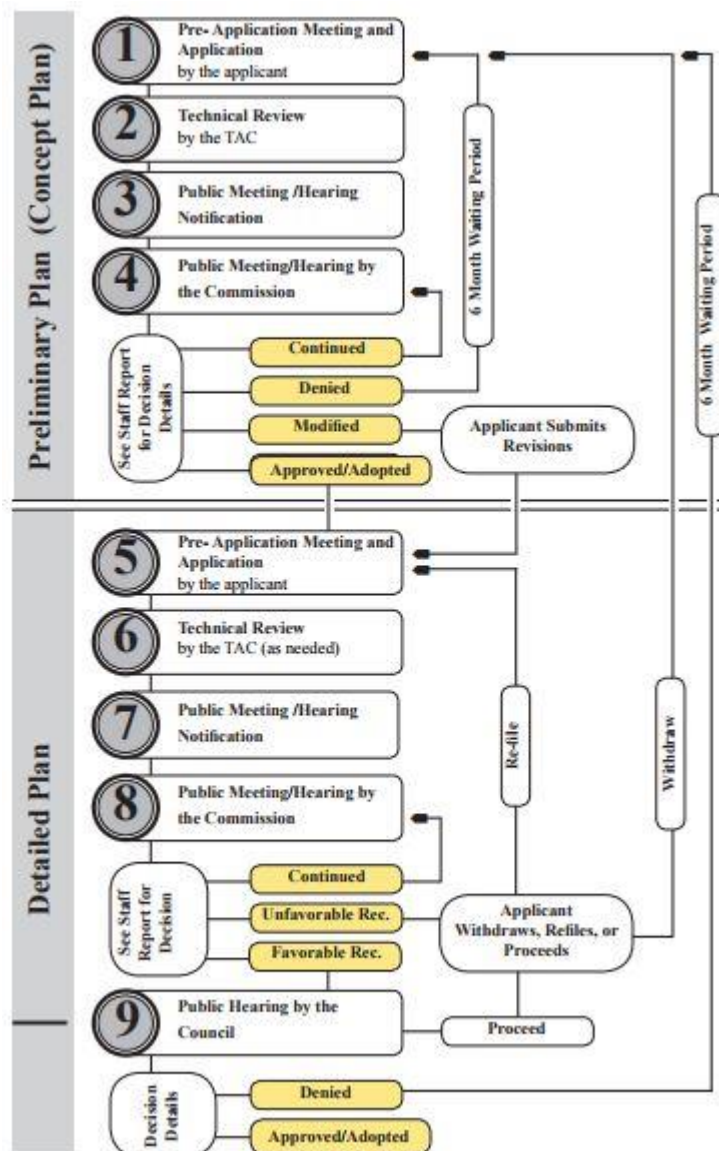 Preliminary Plan (Concept Plan)
1
Pre- Application Meeting and
Application
by the applicant
2
Technical Review
by the TAC
3
Public Meeting /Hearing
Notification
4
Public Meeting/Hearing by
the Commission
See Staff Report
for Decision
Details
Continued
Denied
Modified
Approved/Adopted
Applicant Submits
Revisions
6 Month Waiting Period
6 Month Waiting Period
Detailed Plan
5
Pre- Application Meeting and
Application
by the applicant
6
Technical Review
by the TAC (as needed)
7
Public Meeting /Hearing
Notification
8
Public Meeting/Hearing by
the Commission
See Staff
Report for
Decision
Continued
Unfavorable Rec.
Favorable Rec.
Re-file
Withdraw
Applicant
Withdraws, Refiles, or
Proceeds
9
Public Hearing by the
Council
Proceed
Decision
Details
Denied
Approved/Adopted